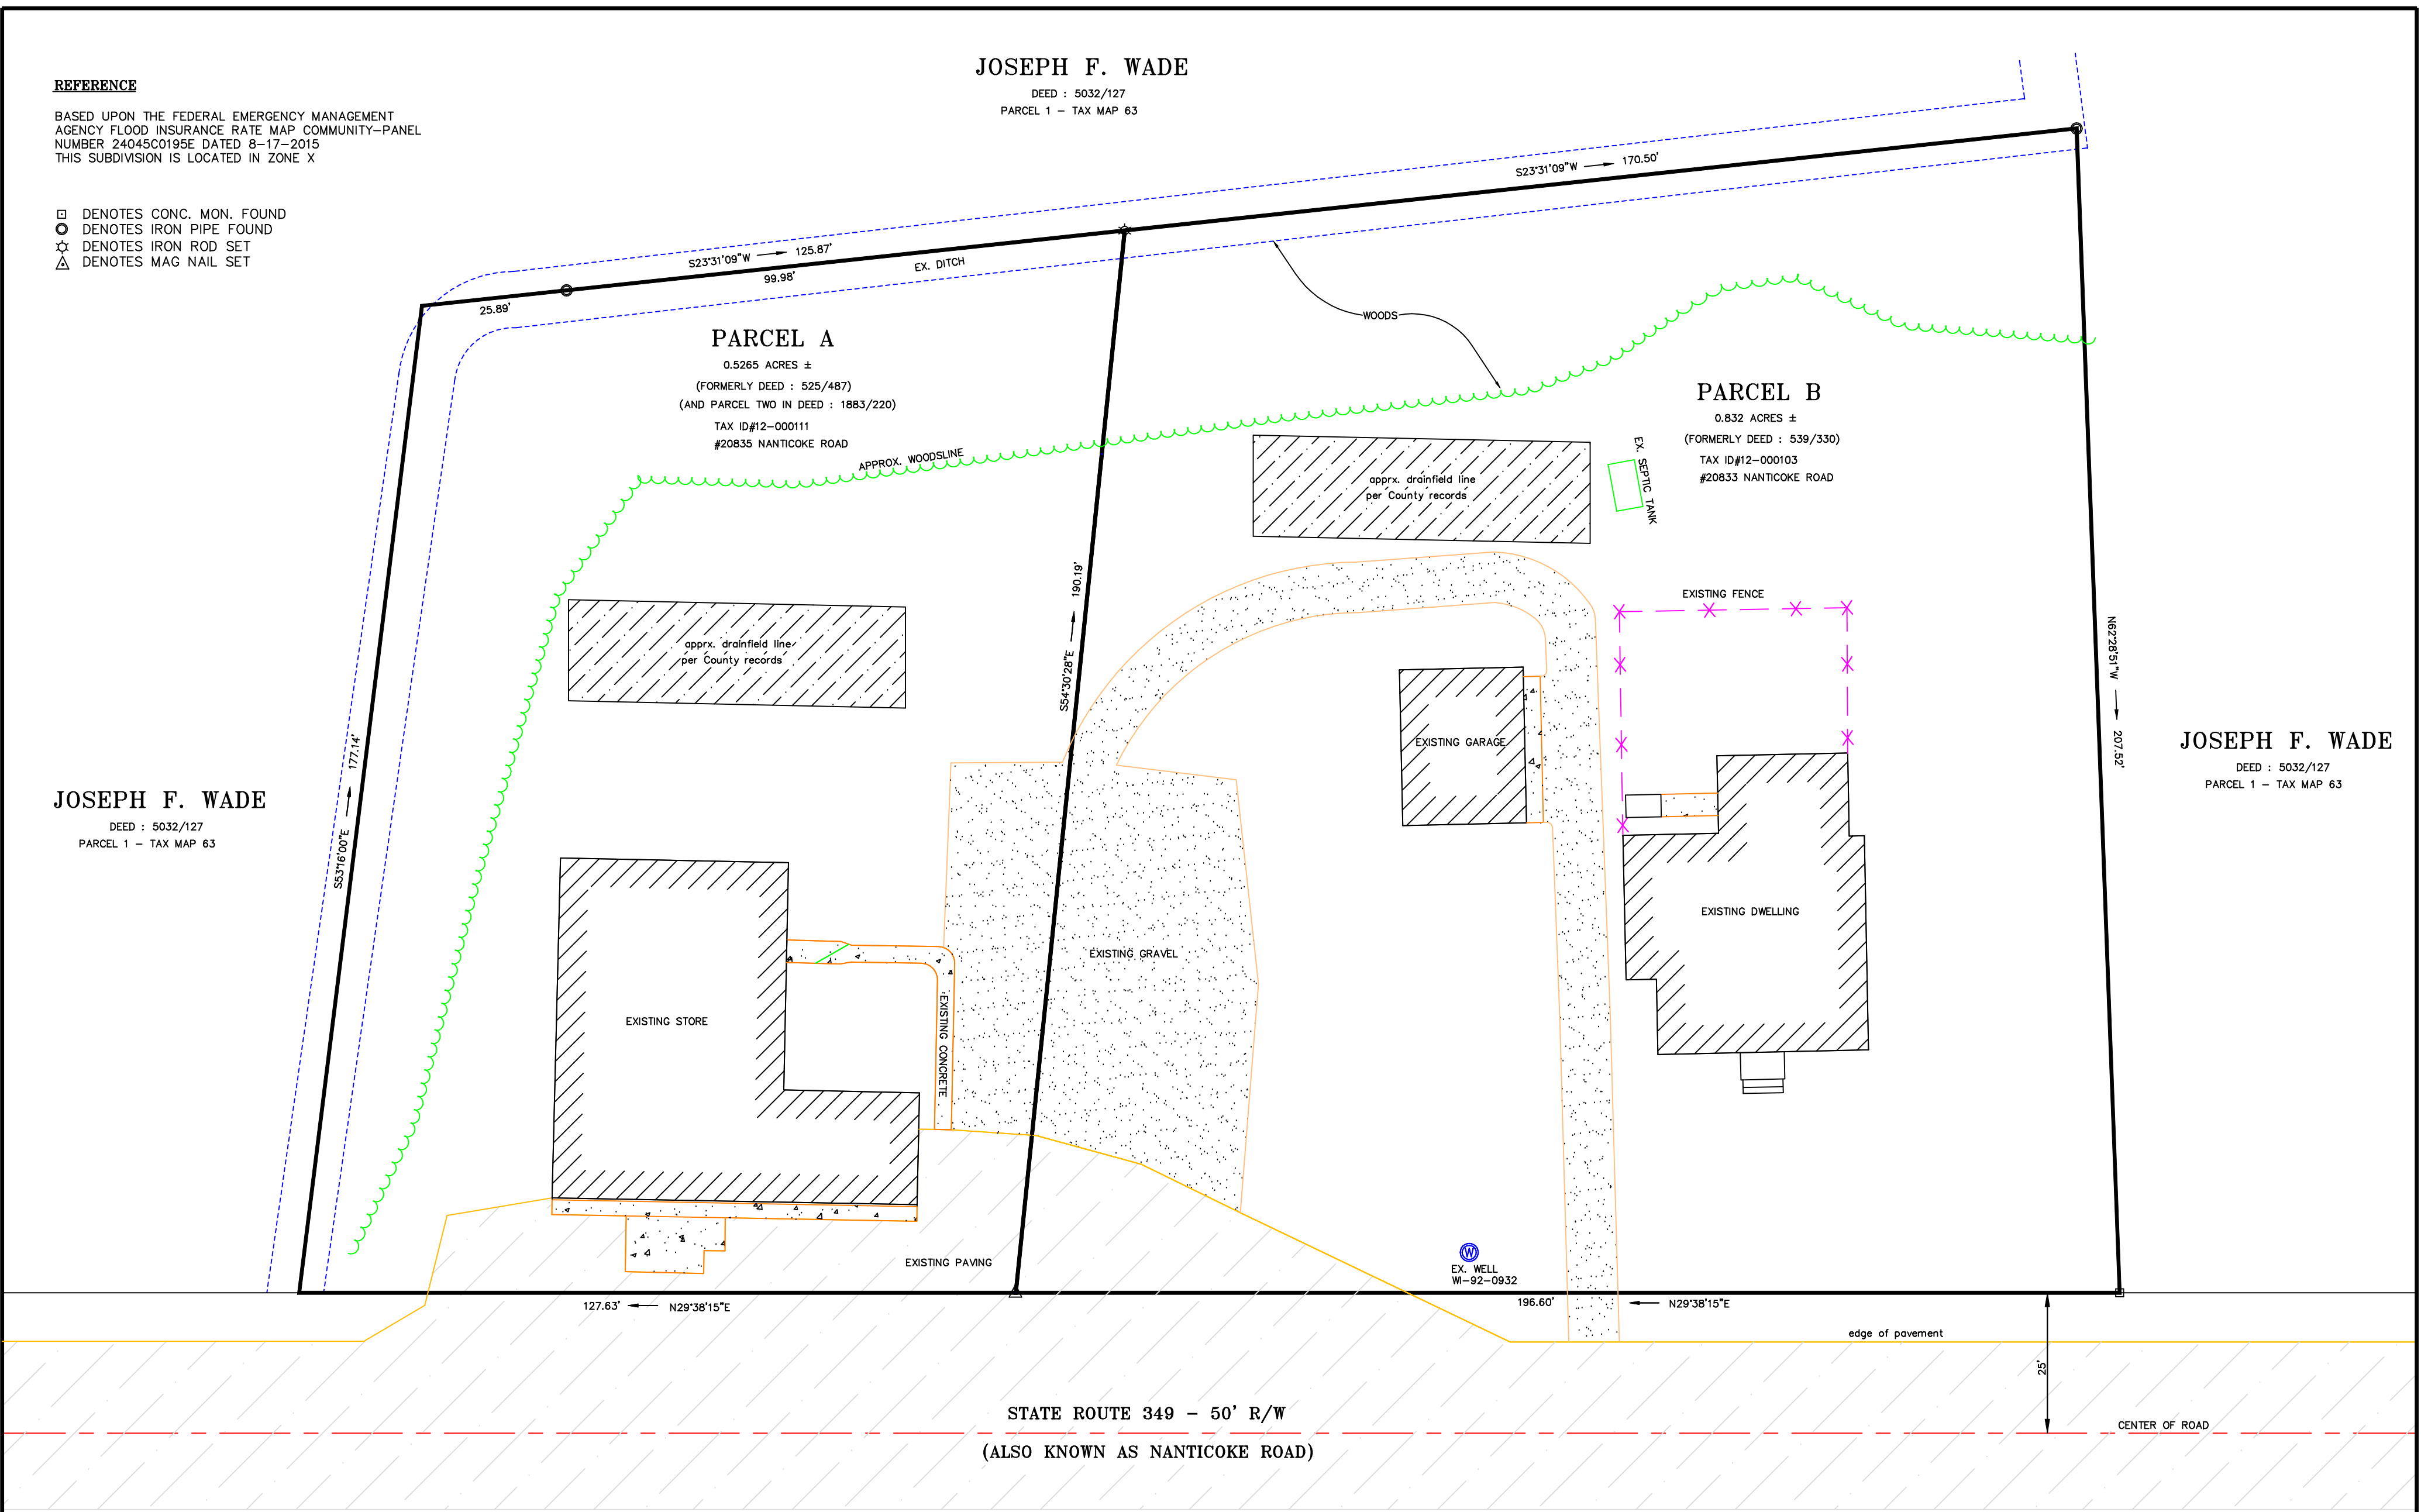 JOSEPH F. WADE
DEED : 5032/127
PARCEL 1 – TAX MAP 63
REFERENCE
BASED UPON THE FEDERAL EMERGENCY MANAGEMENT
AGENCY FLOOD INSURANCE RATE MAP COMMUNITY–PANEL
NUMBER 24045C0195E DATED 8–17–2015
THIS SUBDIVISION IS LOCATED IN ZONE X
DENOTES CONC. MON. FOUND
DENOTES IRON PIPE FOUND
DENOTES IRON ROD SET
DENOTES MAG NAIL SET
S23°31'09"W 170.50'
S23°31'09"W 125.87'
99.98'
EX. DITCH
25.89'
WOODS
PARCEL A
0.5265 ACRES ±
(FORMERLY DEED : 525/487)
(AND PARCEL TWO IN DEED : 1883/220)
TAX ID#12–000111
#20835 NANTICOKE ROAD
APPROX. WOODSLINE
PARCEL B
0.832 ACRES ±
(FORMERLY DEED : 539/330)
TAX ID#12–000103
#20833 NANTICOKE ROAD
EX. SEPTIC TANK
apprx. drainfield line
per County records
apprx. drainfield line
per County records
S54°30'28"E 190.19'
EXISTING FENCE
N62°28'51"W 207.52'
S53°16'00"E 177.14'
JOSEPH F. WADE
DEED : 5032/127
PARCEL 1 – TAX MAP 63
JOSEPH F. WADE
DEED : 5032/127
PARCEL 1 – TAX MAP 63
EXISTING GARAGE
EXISTING DWELLING
EXISTING GRAVEL
EXISTING STORE
EXISTING CONCRETE
EXISTING PAVING
W
EX. WELL
WI–92–0932
127.63' N29°38'15"E
196.60' N29°38'15"E
edge of pavement
25'
STATE ROUTE 349 – 50' R/W
(ALSO KNOWN AS NANTICOKE ROAD)
CENTER OF ROAD